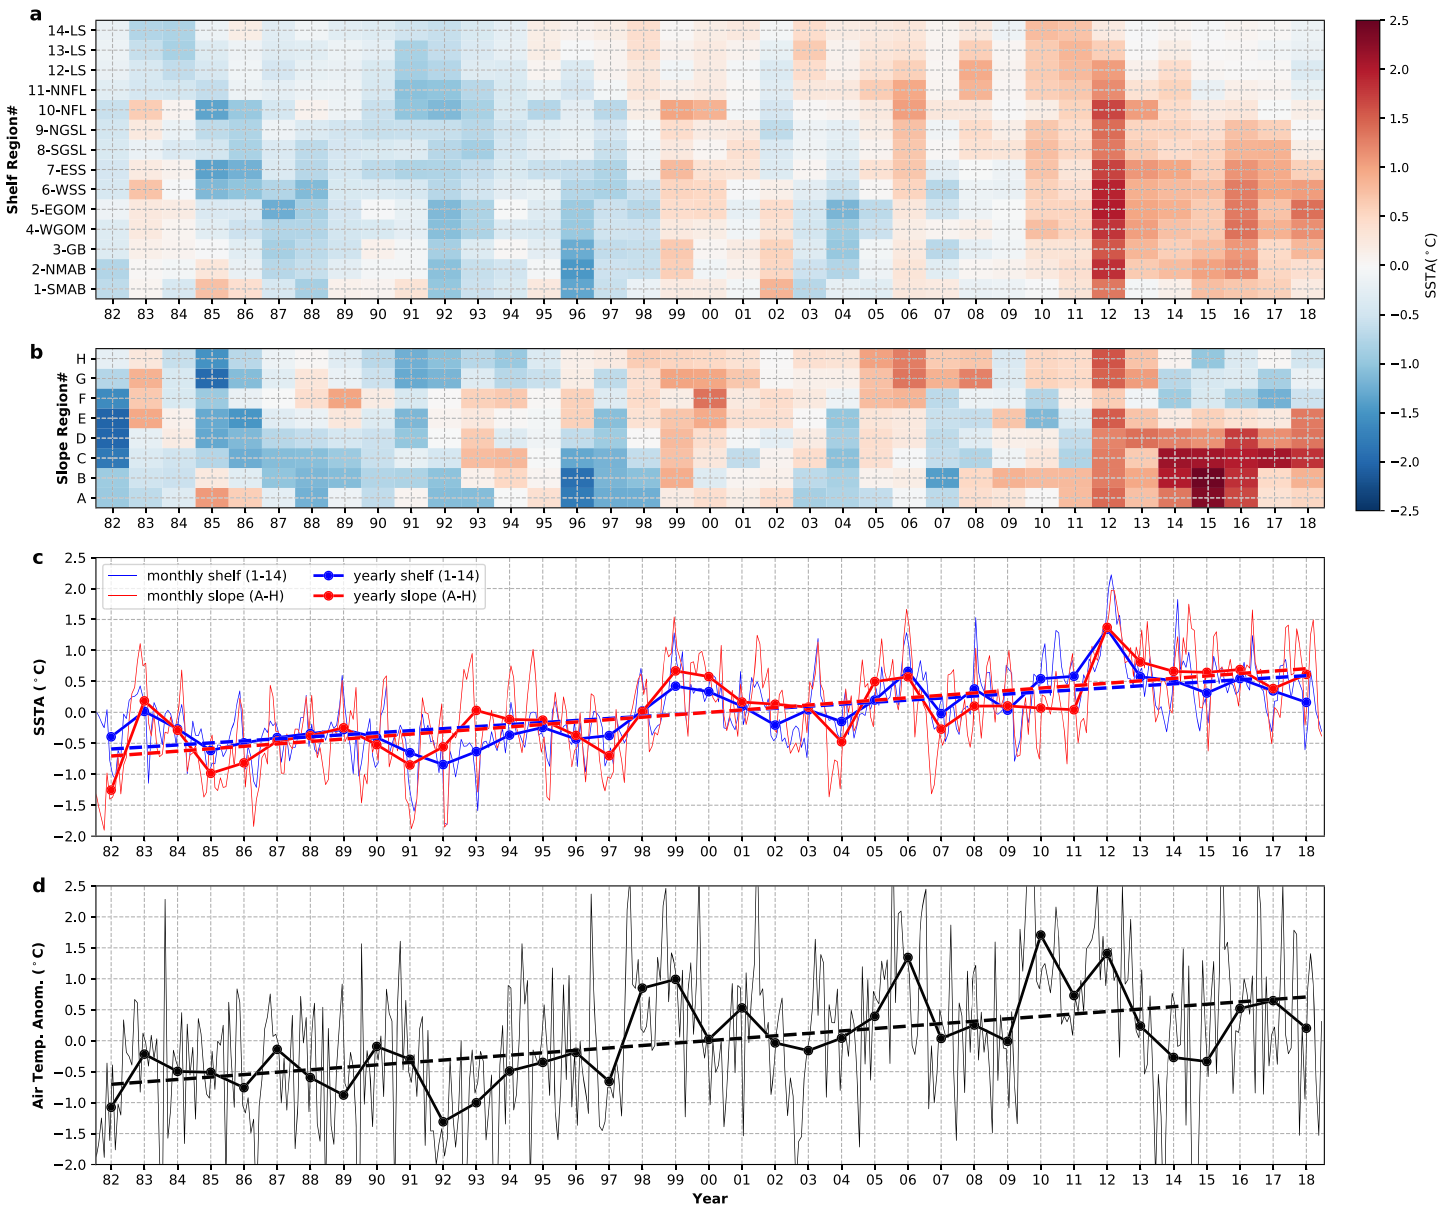 a
Shelf Region#
14-LS
13-LS
12-LS
11-NNFL
10-NFL
9-NGSL
8-SGSL
7-ESS
6-WSS
5-EGOM
4-WGOM
3-GB
2-NMAB
1-SMAB
82 83 84 85 86 87 88 89 90 91 92 93 94 95 96 97 98 99 00 01 02 03 04 05 06 07 08 09 10 11 12 13 14 15 16 17 18
2.5
2.0
1.5
1.0
0.5
0.0
−0.5
−1.0
−1.5
−2.0
−2.5
SSTA(°C)
b
Slope Region#
H
G
F
E
D
C
B
A
82 83 84 85 86 87 88 89 90 91 92 93 94 95 96 97 98 99 00 01 02 03 04 05 06 07 08 09 10 11 12 13 14 15 16 17 18
c
SSTA (°C)
2.5
2.0
1.5
1.0
0.5
0.0
−0.5
−1.0
−1.5
−2.0
monthly shelf (1-14)
monthly slope (A-H)
yearly shelf (1-14)
yearly slope (A-H)
82 83 84 85 86 87 88 89 90 91 92 93 94 95 96 97 98 99 00 01 02 03 04 05 06 07 08 09 10 11 12 13 14 15 16 17 18
d
Air Temp. Anom. (°C)
2.5
2.0
1.5
1.0
0.5
0.0
−0.5
−1.0
−1.5
−2.0
82 83 84 85 86 87 88 89 90 91 92 93 94 95 96 97 98 99 00 01 02 03 04 05 06 07 08 09 10 11 12 13 14 15 16 17 18
Year